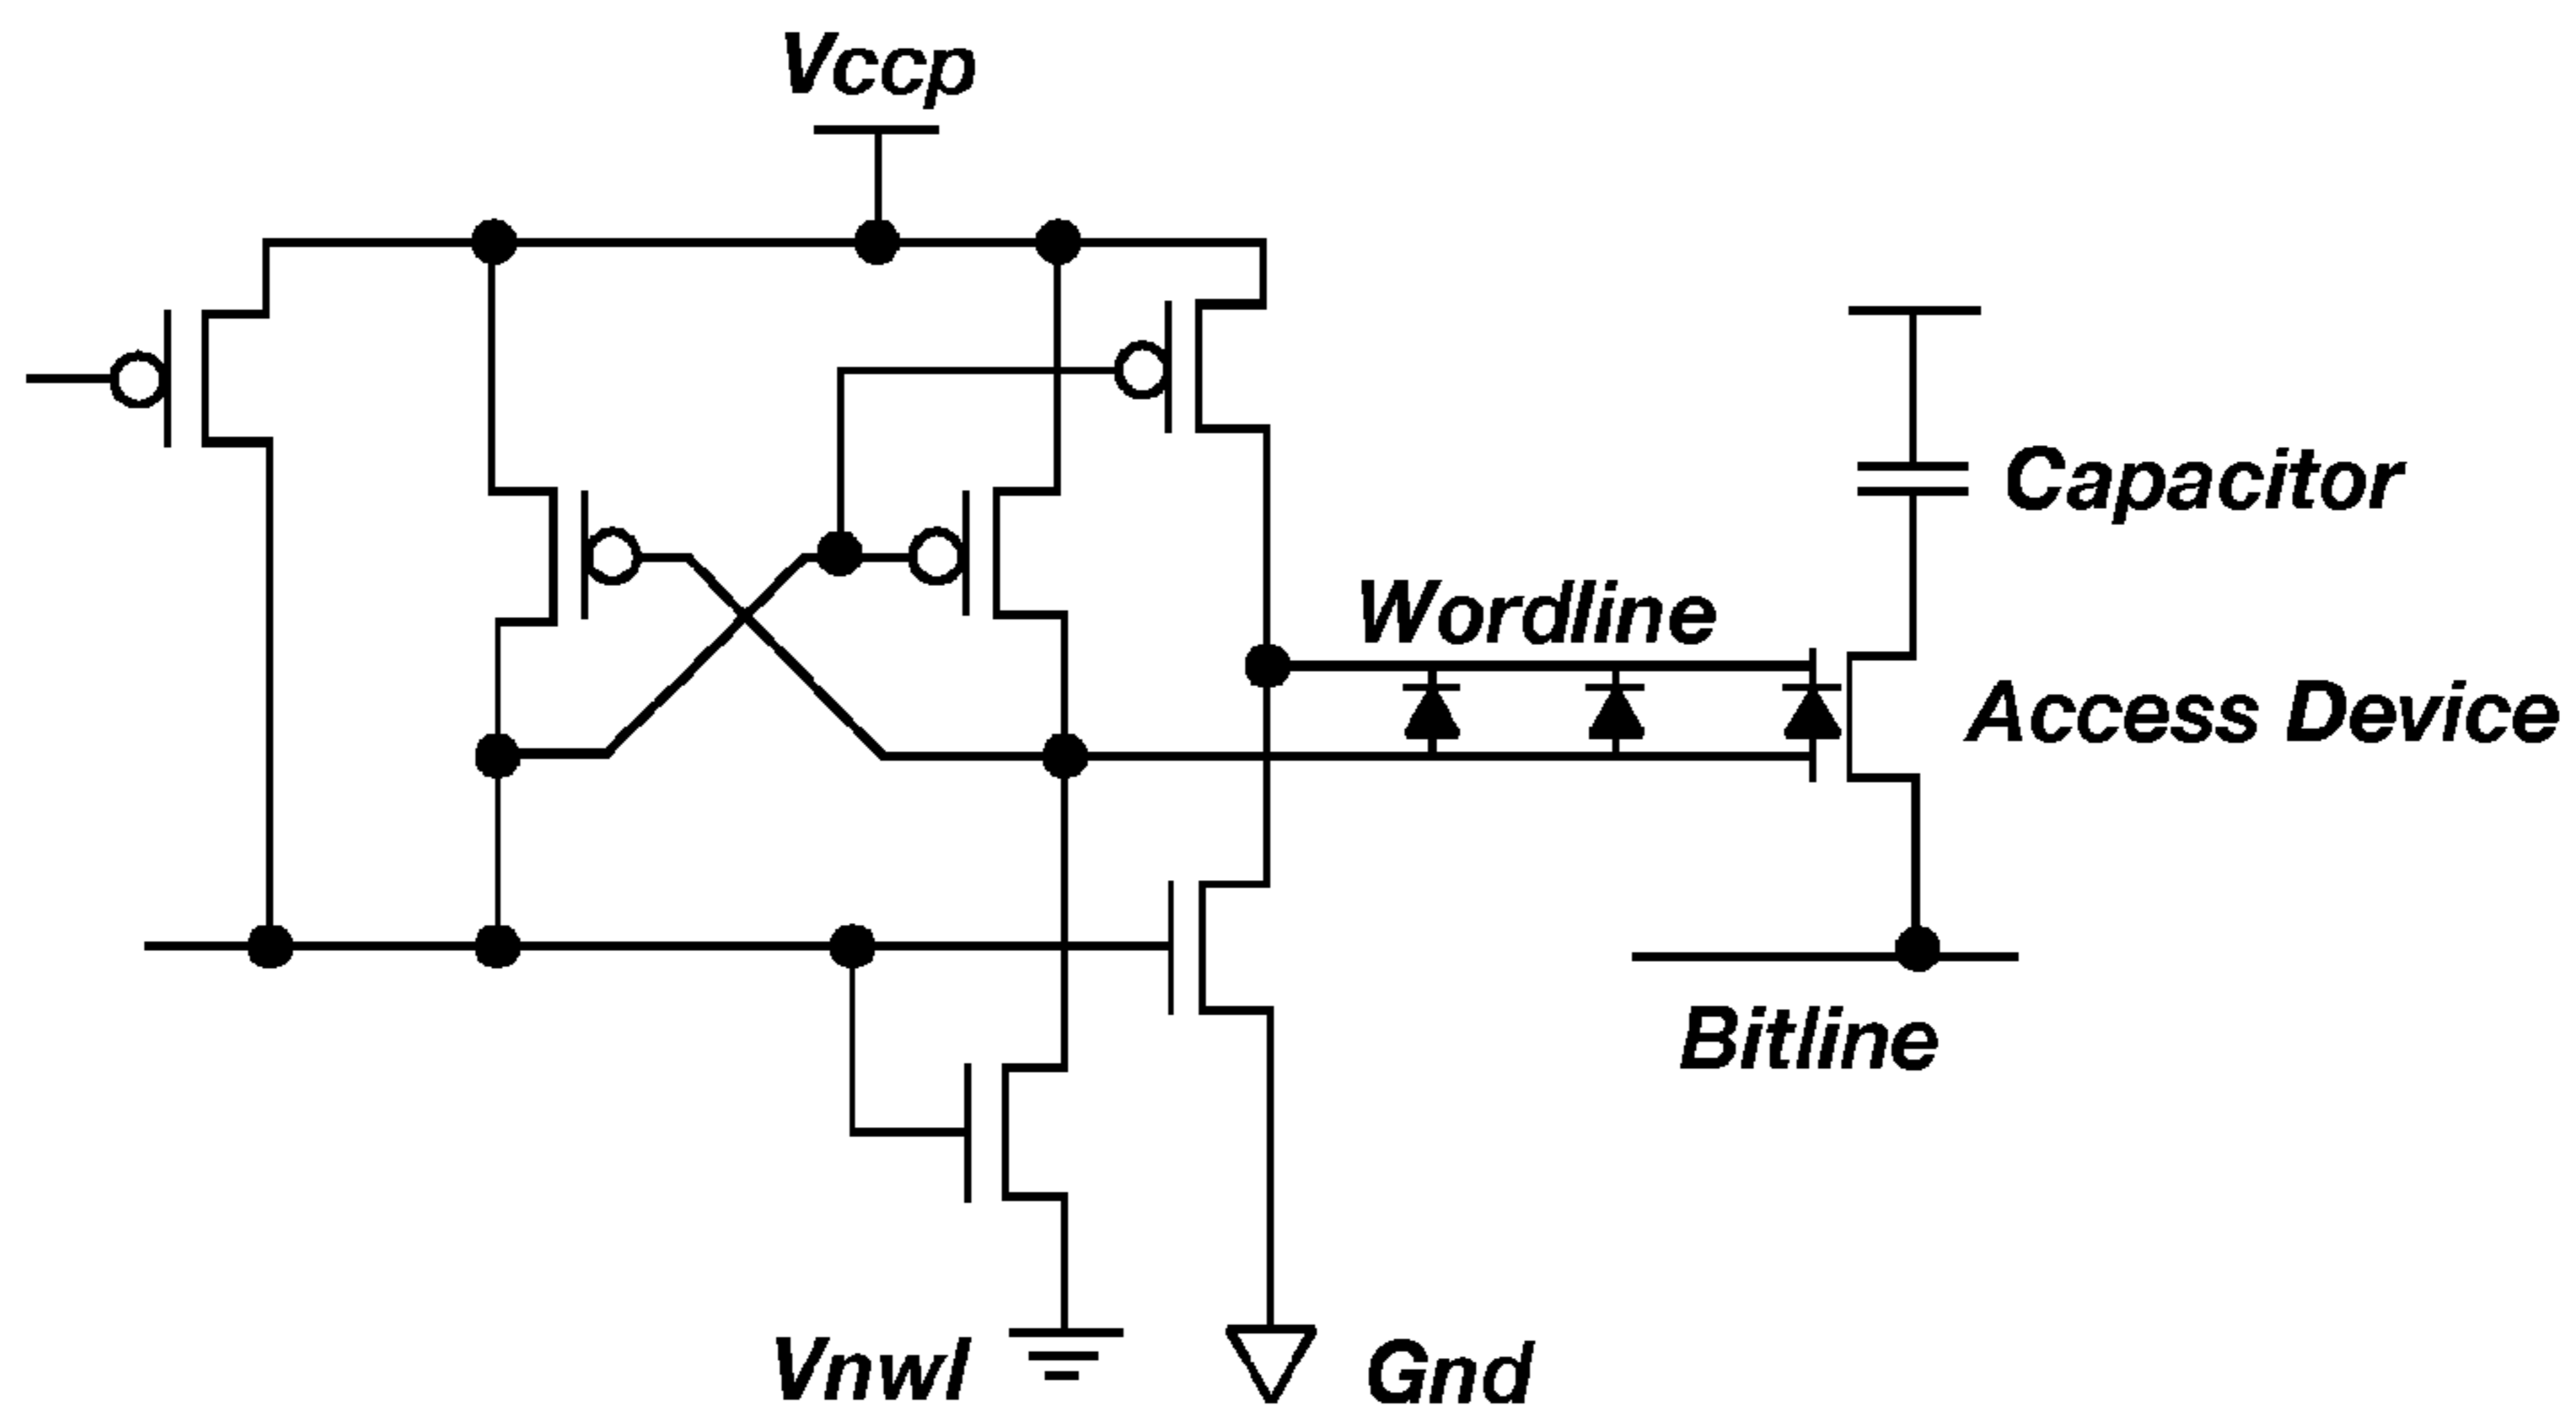 Vccp
Capacitor
Wordline
Access Device
Bitline
Vnwl
Gnd